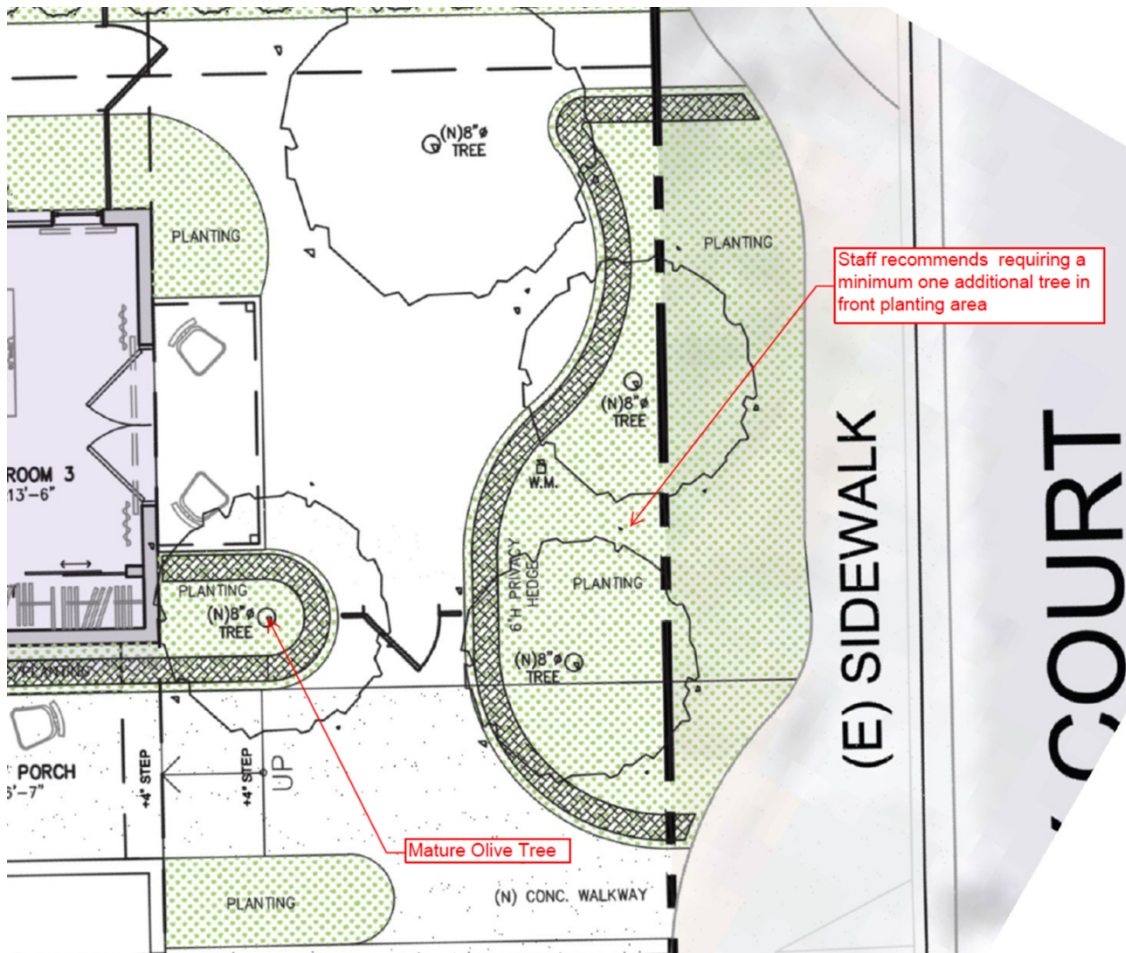 (N)8"ø
TREE
PLANTING
PLANTING
Staff recommends requiring a
minimum one additional tree in
front planting area
(N)8"ø
TREE
ROOM 3
13'-6"
W.M.
6'H PRIVACY
HEDGE
PLANTING
PLANTING
(N)8"ø
TREE
(N)8"ø
TREE
PLANTING
(E) SIDEWALK
COURT
PORCH
+4" STEP
+4" STEP
UP
Mature Olive Tree
PLANTING
(N) CONC. WALKWAY